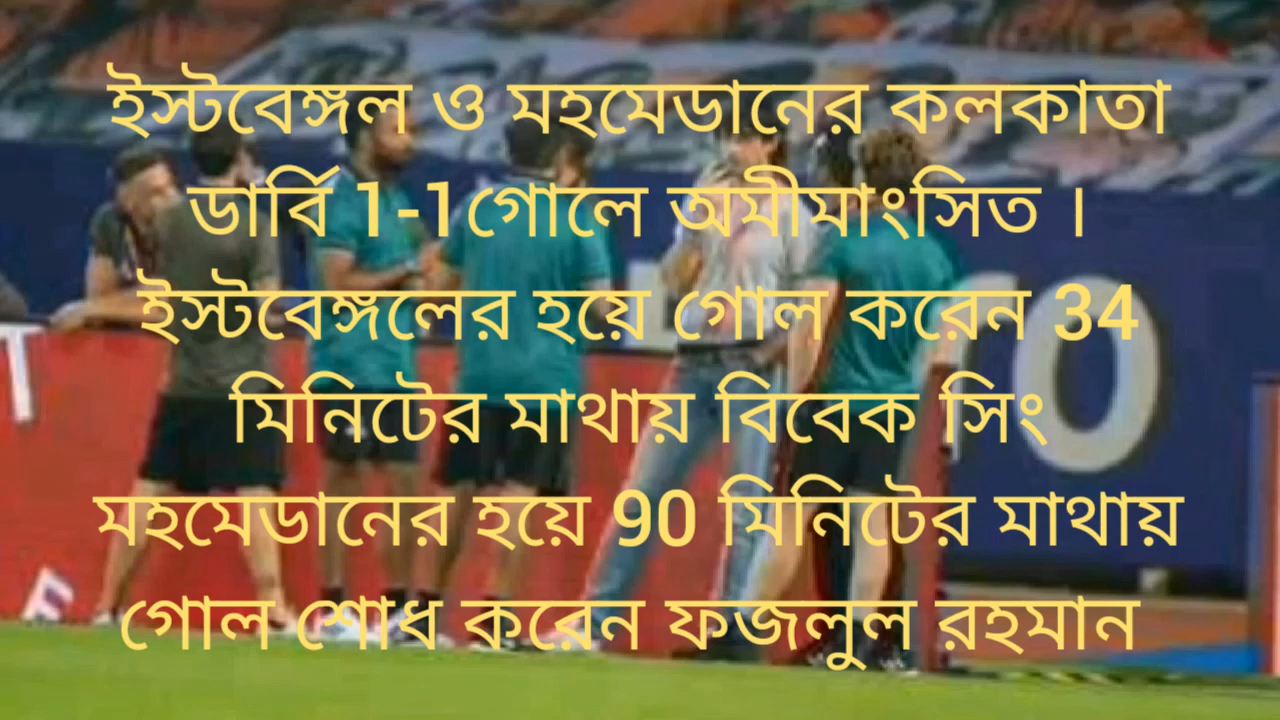 ইস্টবেঙ্গল ও মহমেডানের কলকাতা
ডার্বি 1-1গোলে অমীমাংসিত ।
ইস্টবেঙ্গলের হয়ে গোল করেন 34
মিনিটের মাথায় বিবেক সিং
মহমেডানের হয়ে 90 মিনিটের মাথায়
গোল শোধ করেন ফজলুল রহমান